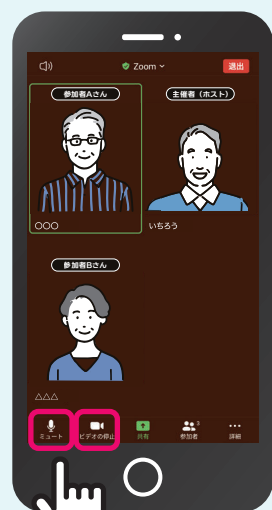 Zoom
退出
参加者Aさん
主催者（ホスト）
○○○
いちろう
参加者Bさん
△△△
3
ミュート
ビデオの停止
共有
参加者
詳細